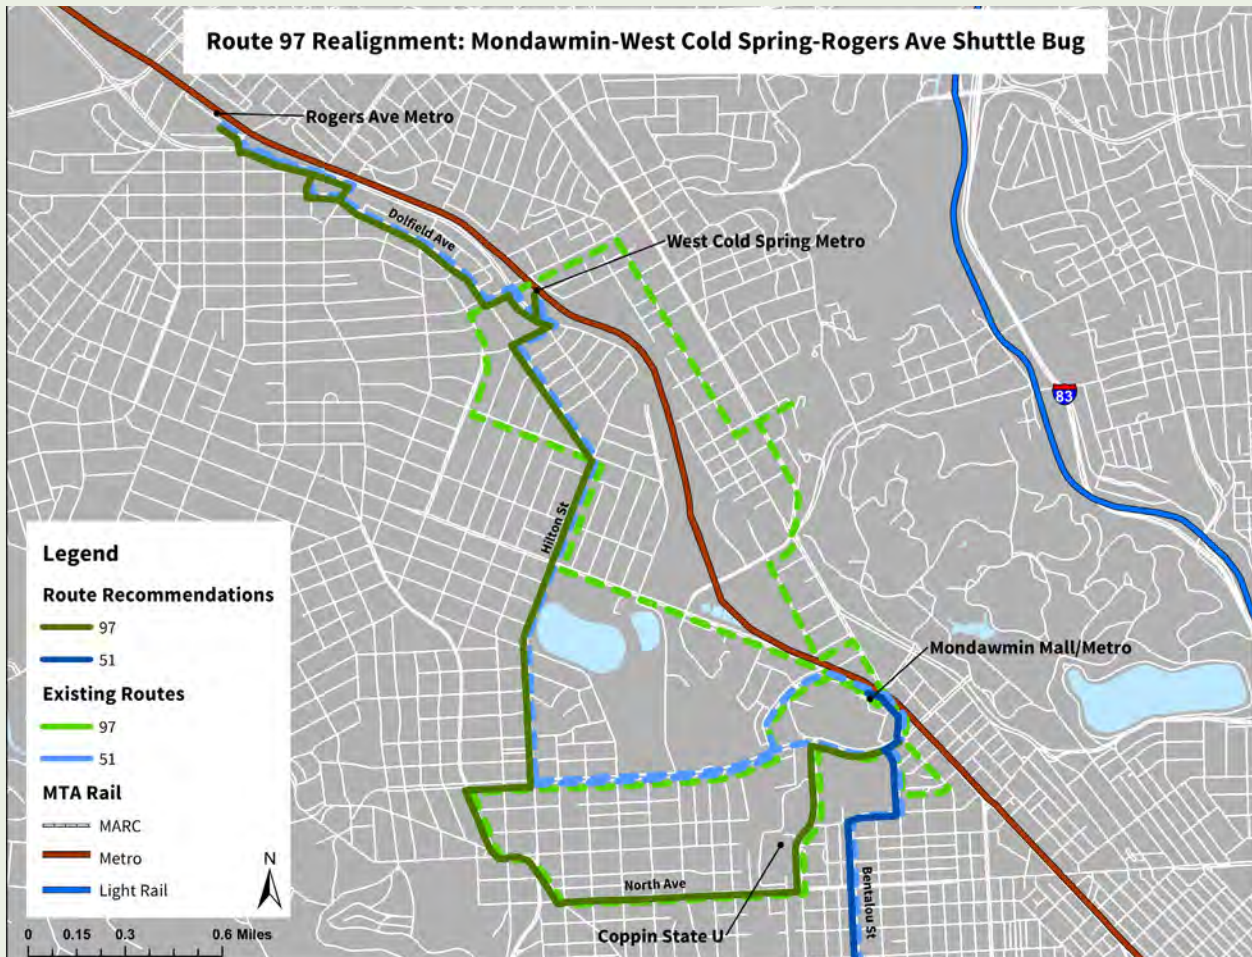 Route 97 Realignment: Mondawmin-West Cold Spring-Rogers Ave Shuttle Bug
Rogers Ave Metro
Dolfield Ave
West Cold Spring Metro
83
Hilton St
Legend
Route Recommendations
97
51
Existing Routes
97
51
MTA Rail
MARC
Metro
Light Rail
N
0 0.15 0.3 0.6 Miles
Mondawmin Mall/Metro
North Ave
Bentalou St
Coppin State U